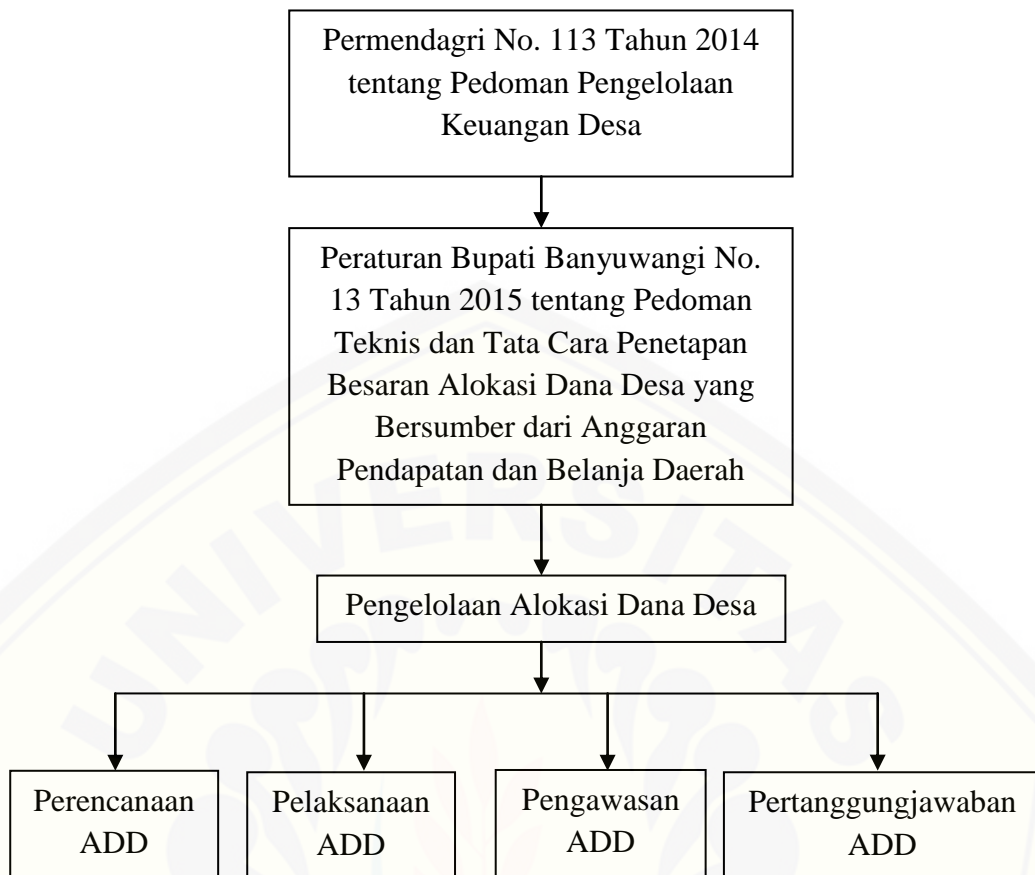 Permendagri No. 113 Tahun 2014
tentang Pedoman Pengelolaan
Keuangan Desa
Peraturan Bupati Banyuwangi No.
13 Tahun 2015 tentang Pedoman
Teknis dan Tata Cara Penetapan
Besaran Alokasi Dana Desa yang
Bersumber dari Anggaran
Pendapatan dan Belanja Daerah
UNIVERSITAS
Pengelolaan Alokasi Dana Desa
Perencanaan
ADD
Pelaksanaan
ADD
Pengawasan
ADD
Pertanggungjawaban
ADD